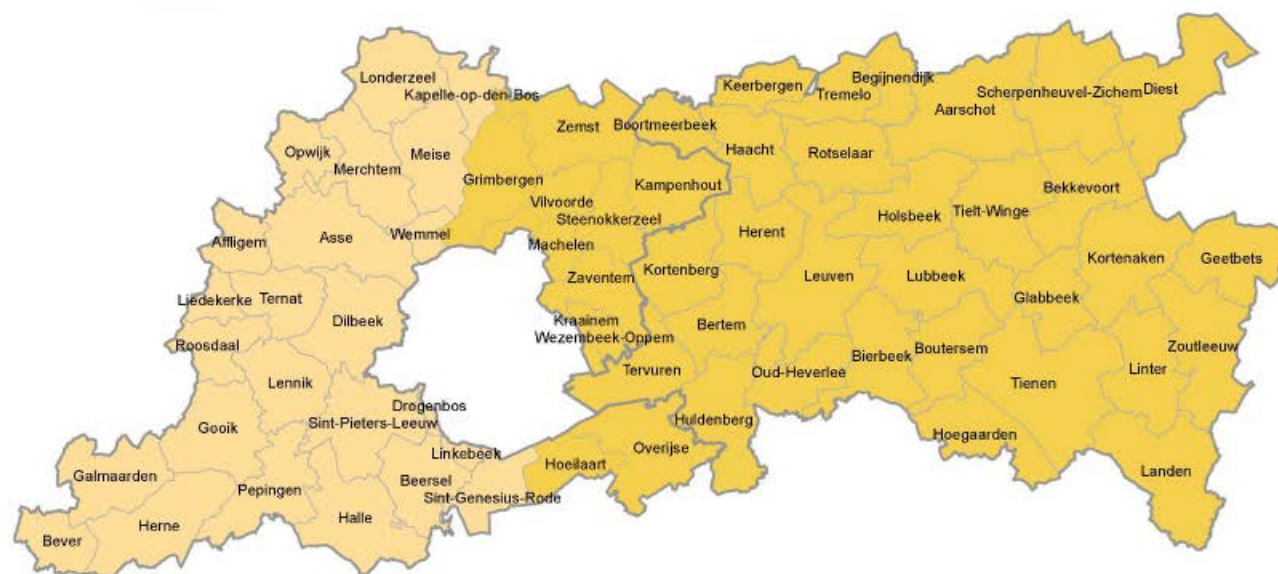 Londerzeel
Kapelle-op-den-Bos
Keerbergen
Begijnendijk
Tremelo
Scherpenheuvel-Zichem
Diest
Aarschot
Zemst
Boortmeerbeek
Opwijk
Merchtem
Meise
Haacht
Rotselaar
Grimbergen
Kampenhout
Vilvoorde
Steenokkerzeel
Bekkevoort
Holsbeek
Tielt-Winge
Affligem
Asse
Wemmel
Machelen
Herent
Kortenaken
Geetbets
Liedekerke
Ternat
Zaventem
Kortenberg
Leuven
Lubbeek
Glabbeek
Dilbeek
Kraainem
Wezembeek-Oppem
Bertem
Roosdaal
Bierbeek
Boutersem
Zoutleeuw
Lennik
Tervuren
Oud-Heverlee
Tienen
Linter
Drogenbos
Sint-Pieters-Leeuw
Gooik
Huldenberg
Hoegaarden
Linkebeek
Hoeilaart
Overijse
Galmaarden
Pepingen
Beersel
Sint-Genesius-Rode
Landen
Herne
Halle
Bever